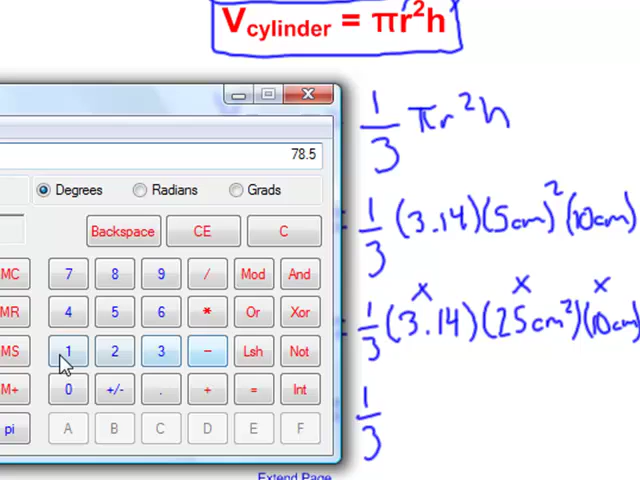 V cylinder = πr²h
78.5
Degrees Radians Grads
Backspace CE C
MC 7 8 9 / Mod And
MR 4 5 6 * Or Xor
MS 1 2 3 - Lsh Not
M+ 0 +/- . + = Int
pi A B C D E F
1/3 πr²h
= 1/3 (3.14)(5cm)²(10cm)
x x x
= 1/3 (3.14)(25cm²)(10cm)
1/3
Extend Page